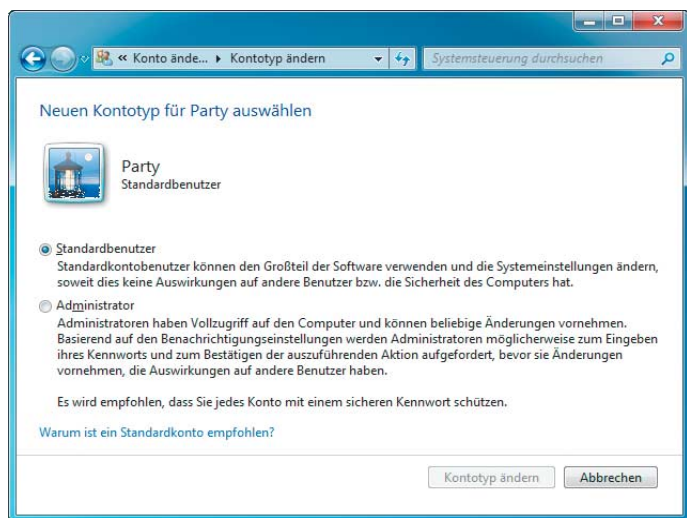 « Konto ände... ▸ Kontotyp ändern
Systemsteuerung durchsuchen
Neuen Kontotyp für Party auswählen
Party
Standardbenutzer
Standardbenutzer
Standardkontobenutzer können den Großteil der Software verwenden und die Systemeinstellungen ändern,
soweit dies keine Auswirkungen auf andere Benutzer bzw. die Sicherheit des Computers hat.
Administrator
Administratoren haben Vollzugriff auf den Computer und können beliebige Änderungen vornehmen.
Basierend auf den Benachrichtigungseinstellungen werden Administratoren möglicherweise zum Eingeben
ihres Kennworts und zum Bestätigen der auszuführenden Aktion aufgefordert, bevor sie Änderungen
vornehmen, die Auswirkungen auf andere Benutzer haben.
Es wird empfohlen, dass Sie jedes Konto mit einem sicheren Kennwort schützen.
Warum ist ein Standardkonto empfohlen?
Kontotyp ändern
Abbrechen